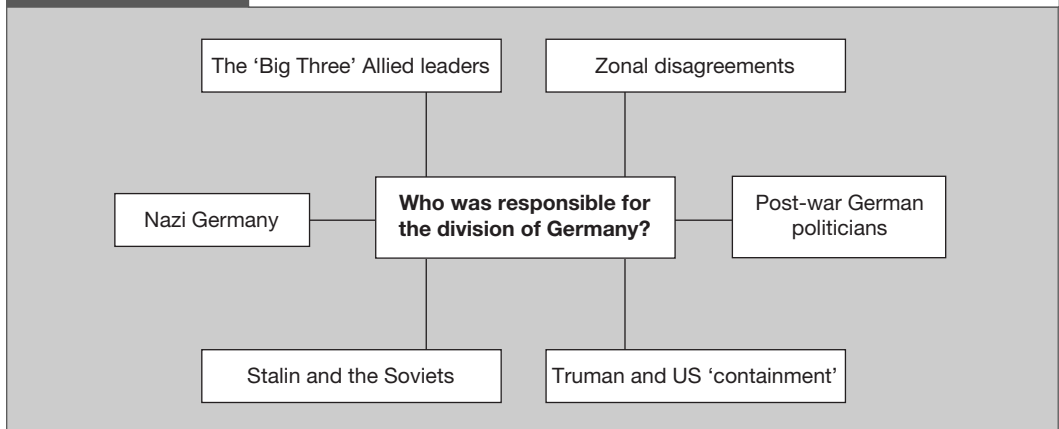 The ‘Big Three’ Allied leaders
Zonal disagreements
Nazi Germany
Who was responsible for
the division of Germany?
Post-war German
politicians
Stalin and the Soviets
Truman and US ‘containment’